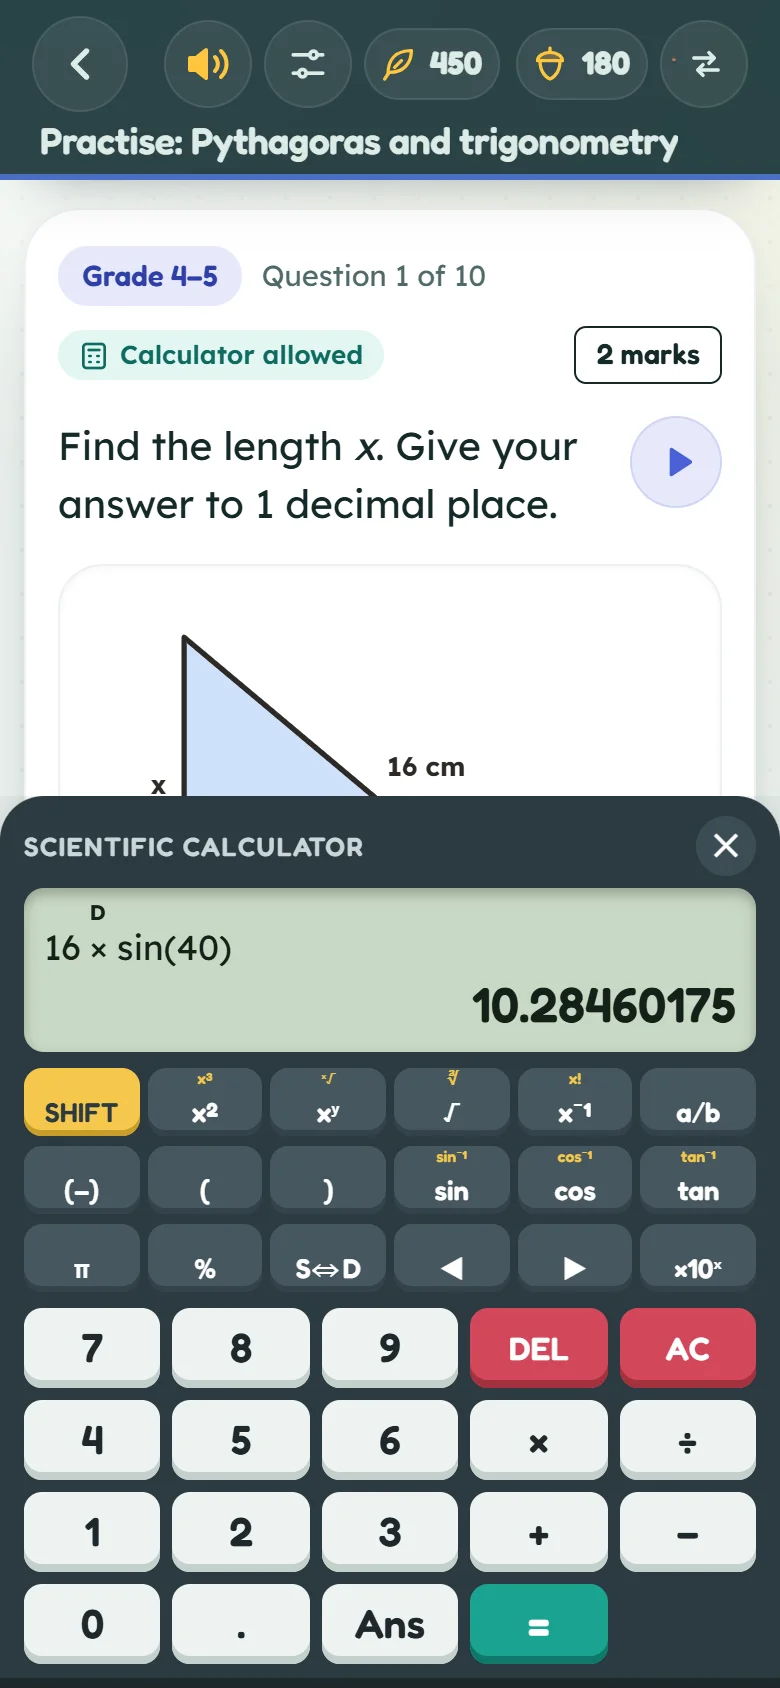 450
180
Practise: Pythagoras and trigonometry
Grade 4–5 Question 1 of 10
Calculator allowed
2 marks
Find the length x. Give your
answer to 1 decimal place.
16 cm
x
SCIENTIFIC CALCULATOR
D
16 × sin(40)
10.28460175
x³ ˣ√ ∛ x!
SHIFT x² xʸ √ x⁻¹ a/b
sin⁻¹ cos⁻¹ tan⁻¹
(−) ( ) sin cos tan
π % S⇔D ◀ ▶ ×10ˣ
7 8 9 DEL AC
4 5 6 × ÷
1 2 3 + −
0 . Ans =